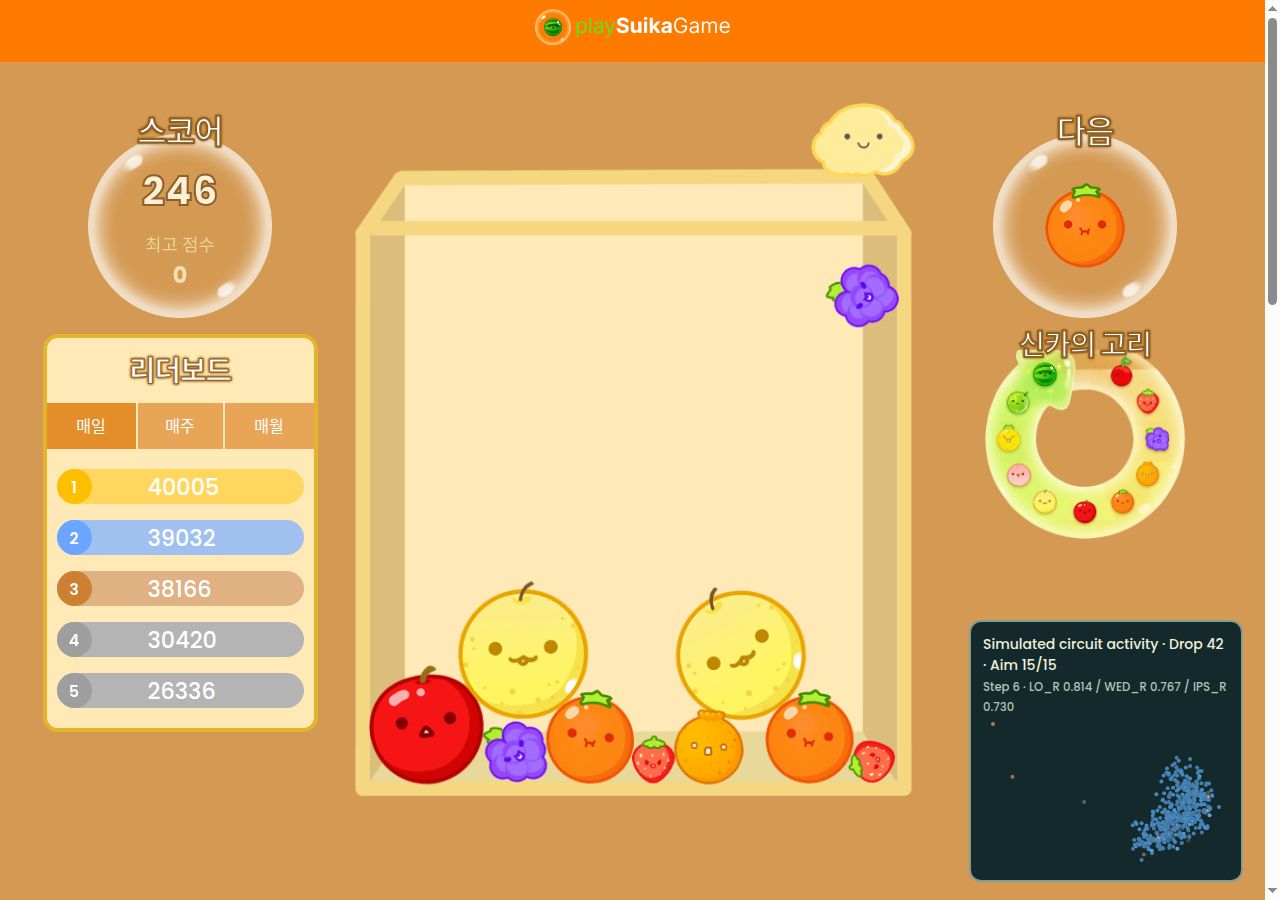 playSuikaGame
스코어
246
최고 점수
0
리더보드
매일
매주
매월
1 40005
2 39032
3 38166
4 30420
5 26336
다음
신카의 고리
Simulated circuit activity · Drop 42
· Aim 15/15
Step 6 · LO_R 0.814 / WED_R 0.767 / IPS_R
0.730